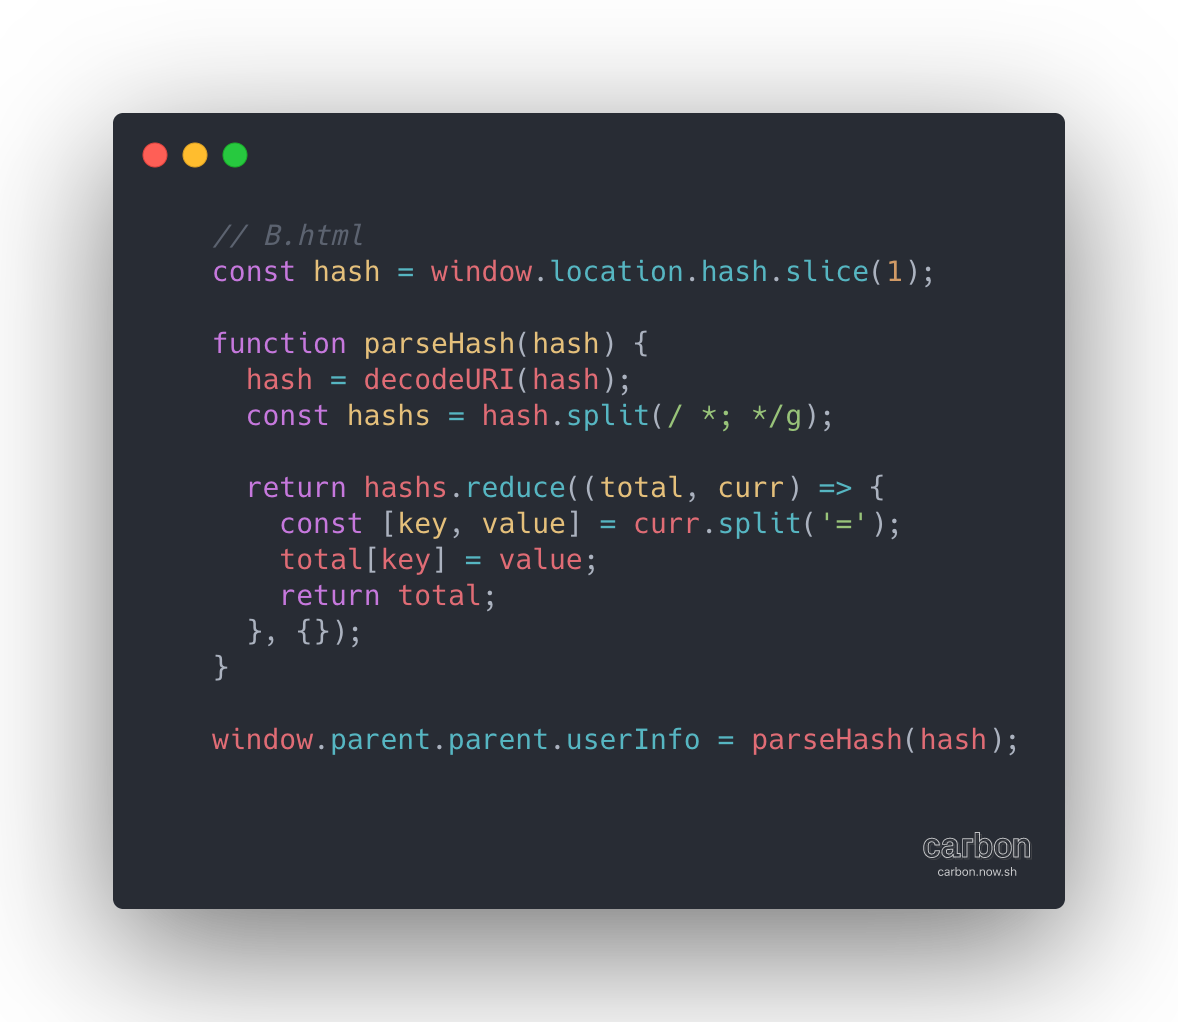 // B.html
const hash = window.location.hash.slice(1);

function parseHash(hash) {
  hash = decodeURI(hash);
  const hashs = hash.split(/ *; */g);

  return hashs.reduce((total, curr) => {
    const [key, value] = curr.split('=');
    total[key] = value;
    return total;
  }, {});
}

window.parent.parent.userInfo = parseHash(hash);
carbon
carbon.now.sh